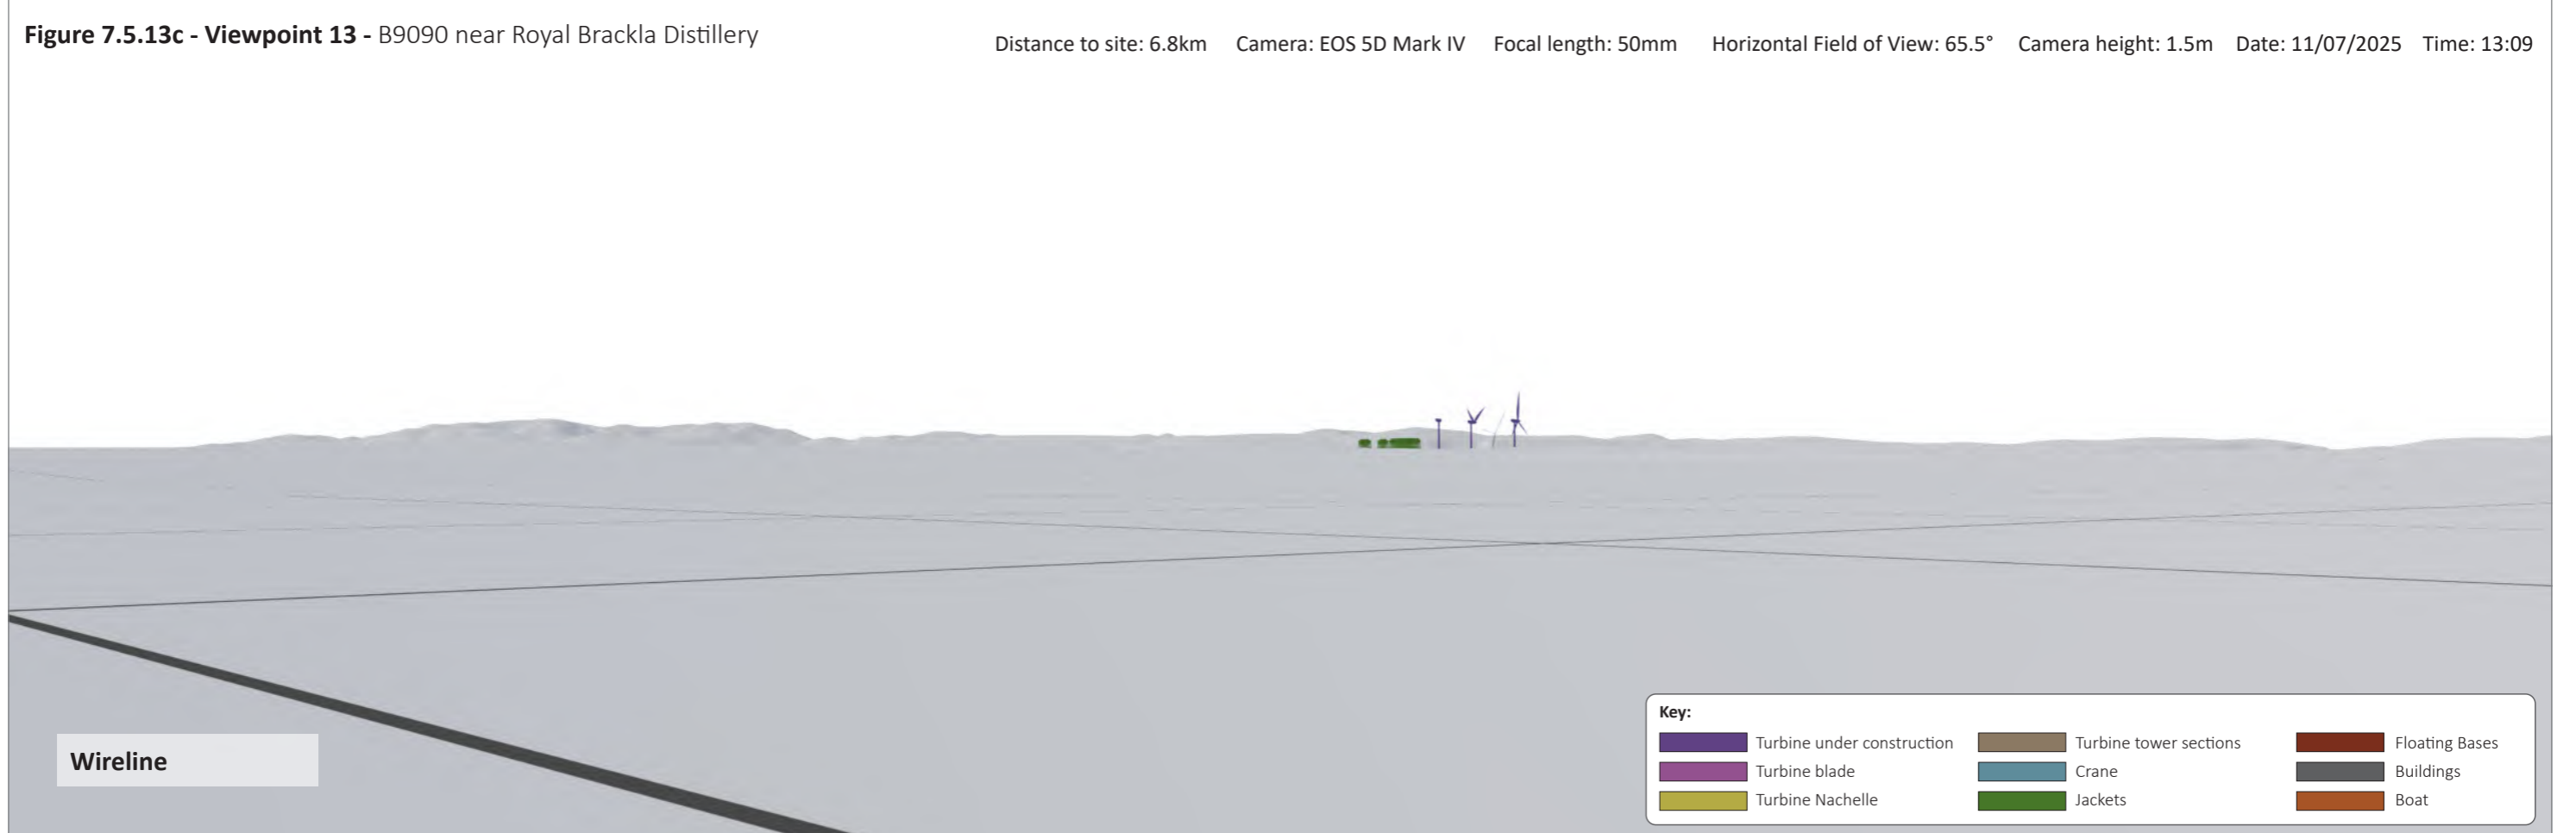 Figure 7.5.13c - Viewpoint 13 - B9090 near Royal Brackla Distillery
Distance to site: 6.8km Camera: EOS 5D Mark IV Focal length: 50mm Horizontal Field of View: 65.5° Camera height: 1.5m Date: 11/07/2025 Time: 13:09
Wireline
Key:
Turbine under construction Turbine tower sections Floating Bases
Turbine blade Crane Buildings
Turbine Nachelle Jackets Boat